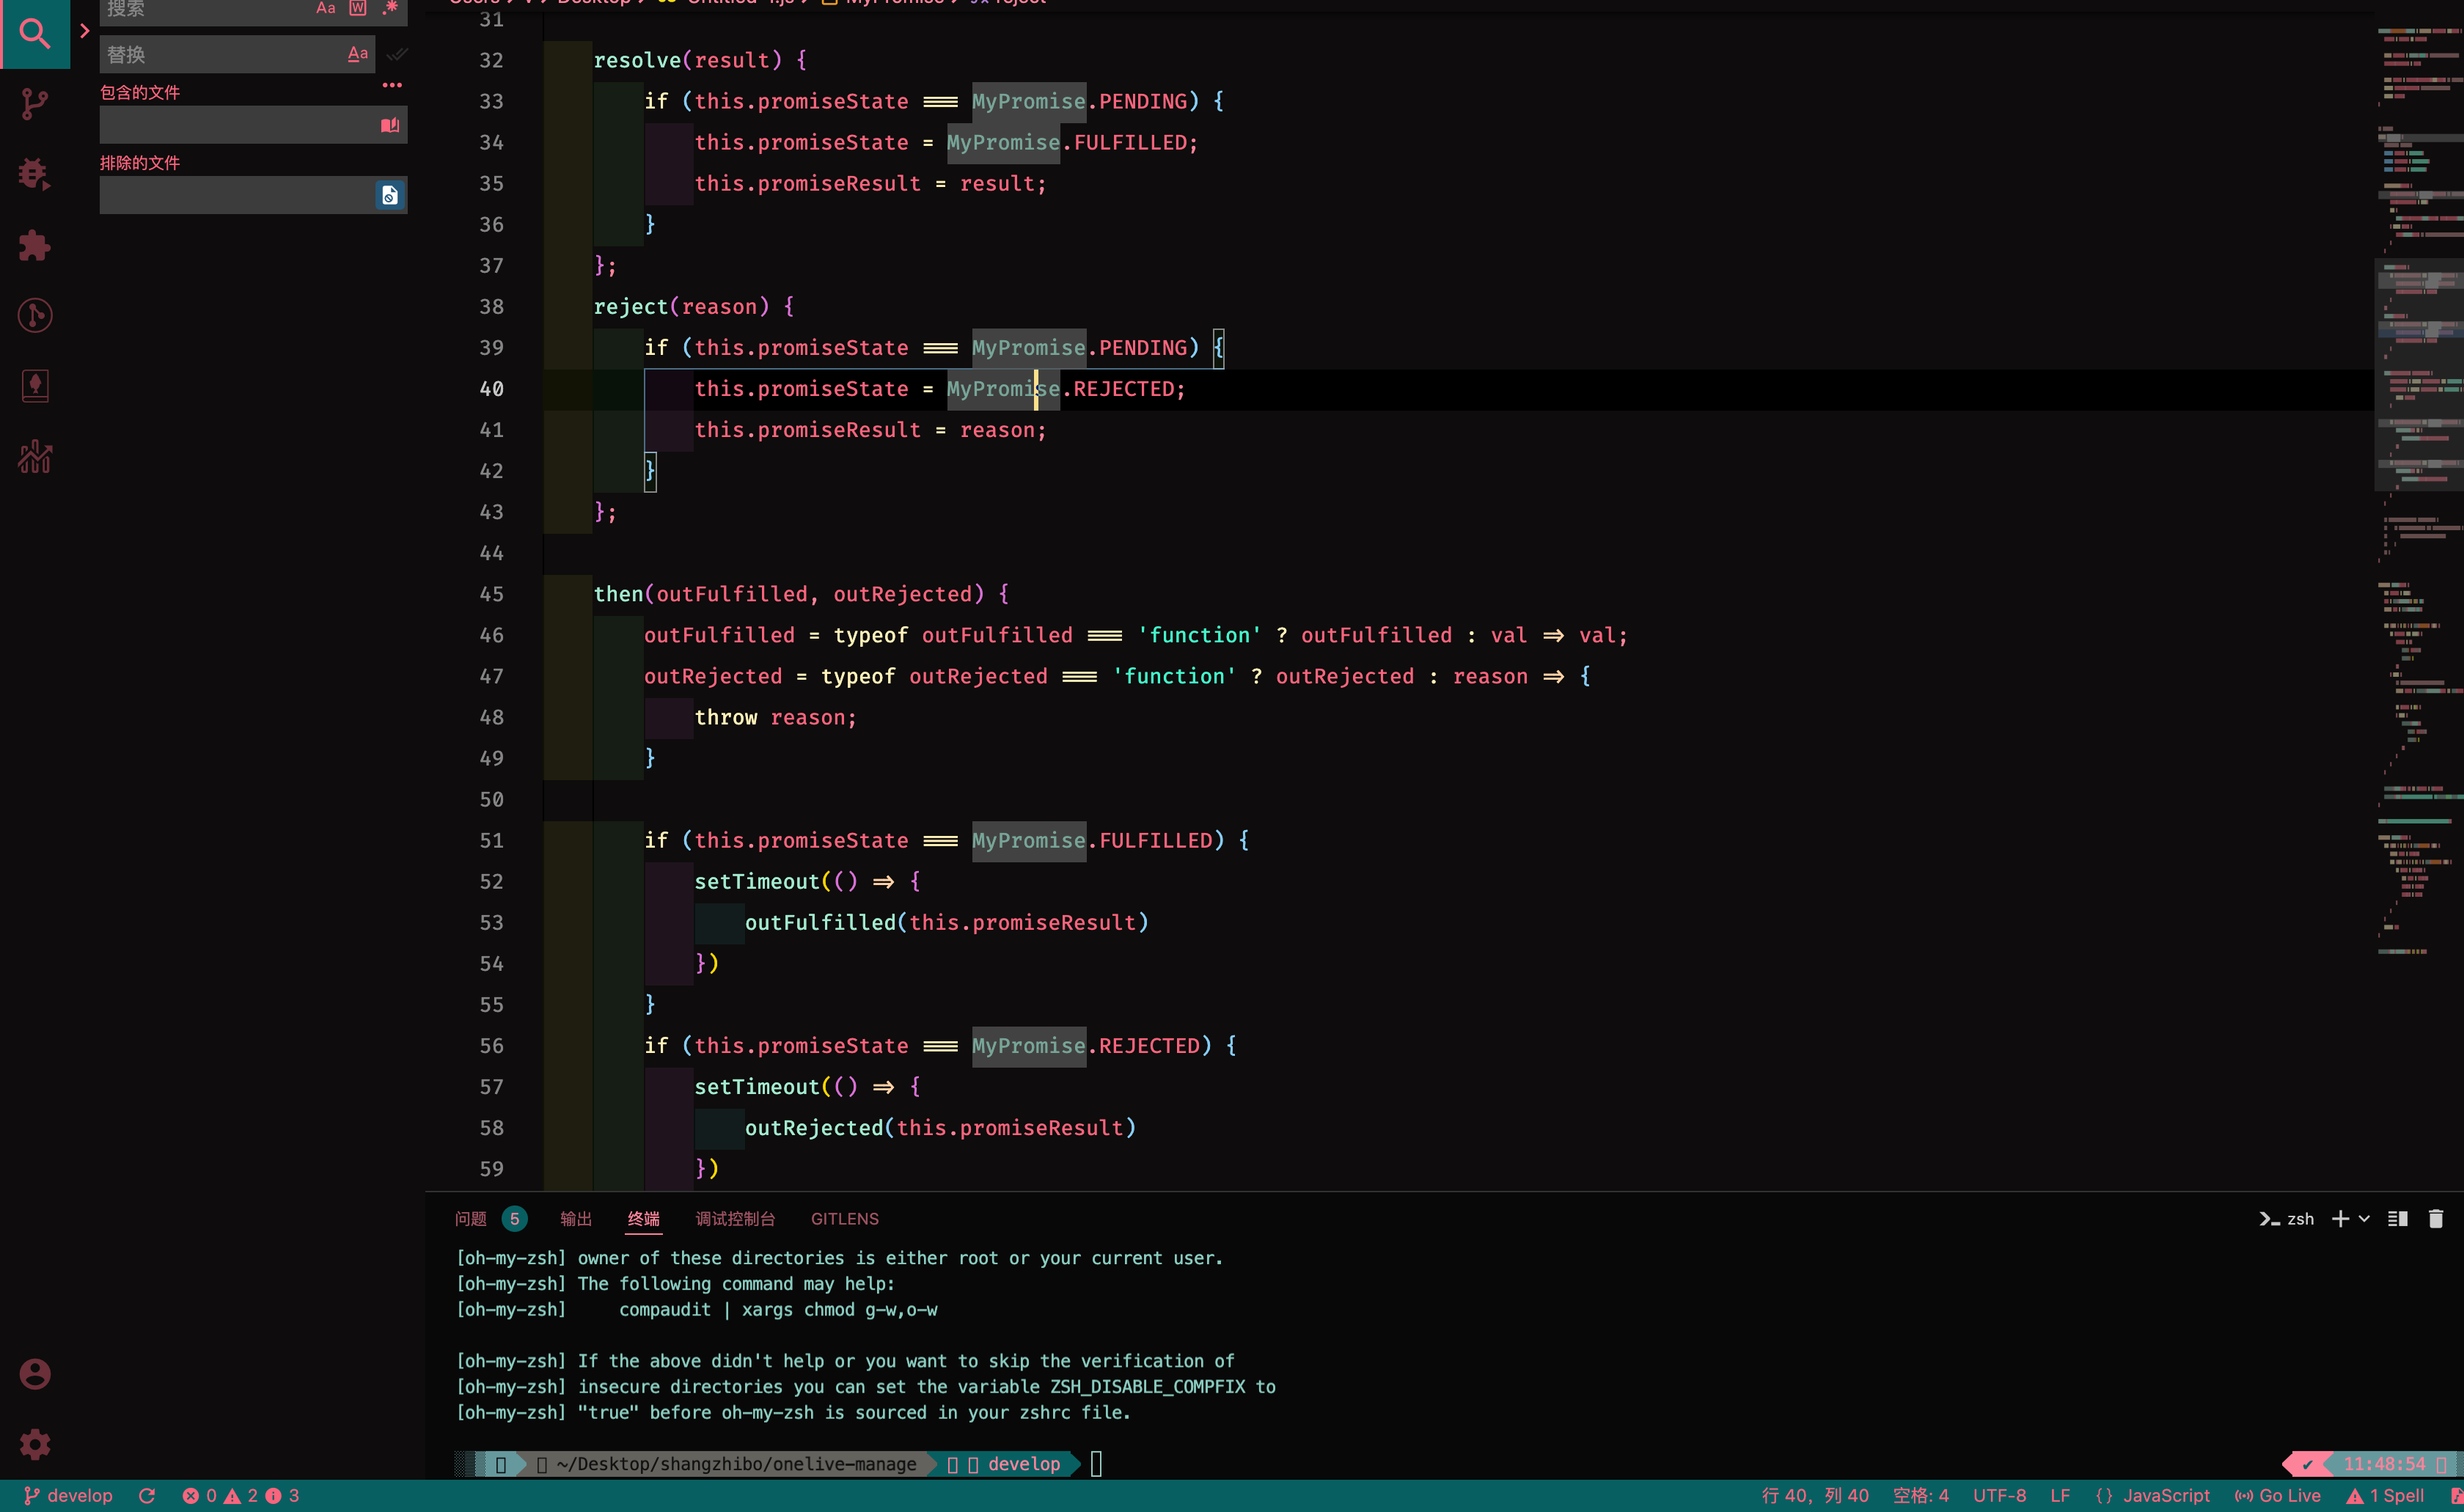 搜索
Aa
替换
Aa
包含的文件
排除的文件
31
32 resolve(result) {
33 if (this.promiseState === MyPromise.PENDING) {
34 this.promiseState = MyPromise.FULFILLED;
35 this.promiseResult = result;
36 }
37 };
38 reject(reason) {
39 if (this.promiseState === MyPromise.PENDING) {
40 this.promiseState = MyPromise.REJECTED;
41 this.promiseResult = reason;
42 }
43 };
44
45 then(outFulfilled, outRejected) {
46 outFulfilled = typeof outFulfilled === 'function' ? outFulfilled : val => val;
47 outRejected = typeof outRejected === 'function' ? outRejected : reason => {
48 throw reason;
49 }
50
51 if (this.promiseState === MyPromise.FULFILLED) {
52 setTimeout(() => {
53 outFulfilled(this.promiseResult)
54 })
55 }
56 if (this.promiseState === MyPromise.REJECTED) {
57 setTimeout(() => {
58 outRejected(this.promiseResult)
59 })
问题 5 输出 终端 调试控制台 GITLENS zsh
[oh-my-zsh] owner of these directories is either root or your current user.
[oh-my-zsh] The following command may help:
[oh-my-zsh] compaudit | xargs chmod g-w,o-w
[oh-my-zsh] If the above didn't help or you want to skip the verification of
[oh-my-zsh] insecure directories you can set the variable ZSH_DISABLE_COMPFIX to
[oh-my-zsh] "true" before oh-my-zsh is sourced in your zshrc file.
~/Desktop/shangzhibo/onelive-manage develop ✔ 11:48:54
develop 0 2 3 行 40, 列 40 空格: 4 UTF-8 LF {} JavaScript Go Live 1 Spell